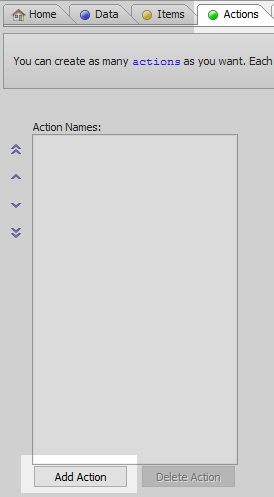 Home Data Items Actions
You can create as many actions as you want. Each
Action Names:
Add Action Delete Action